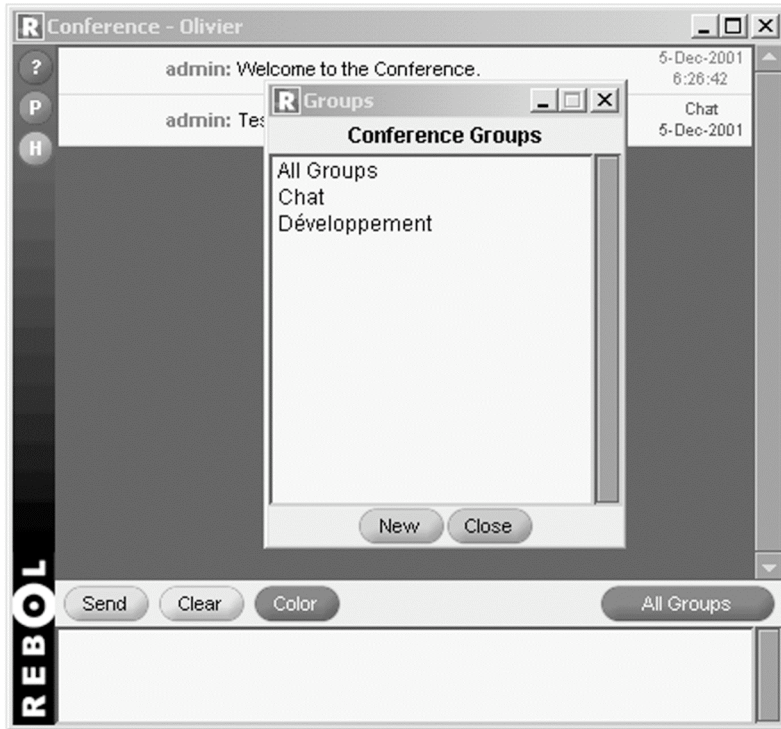 R Conference - Olivier
?
P
H
admin: Welcome to the Conference.
5-Dec-2001
6:26:42
admin: Tes
Chat
5-Dec-2001
R Groups
Conference Groups
All Groups
Chat
Développement
New
Close
Send
Clear
Color
All Groups
REBOL